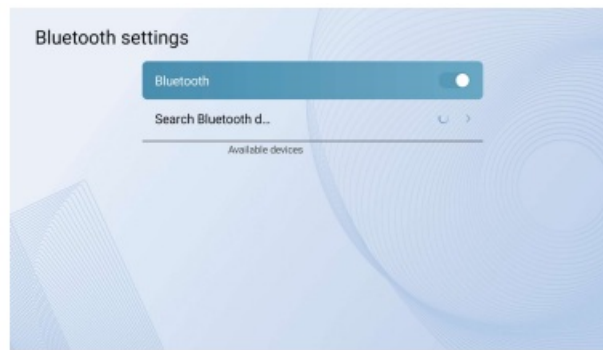 Bluetooth settings
Bluetooth
Search Bluetooth d...
Available devices